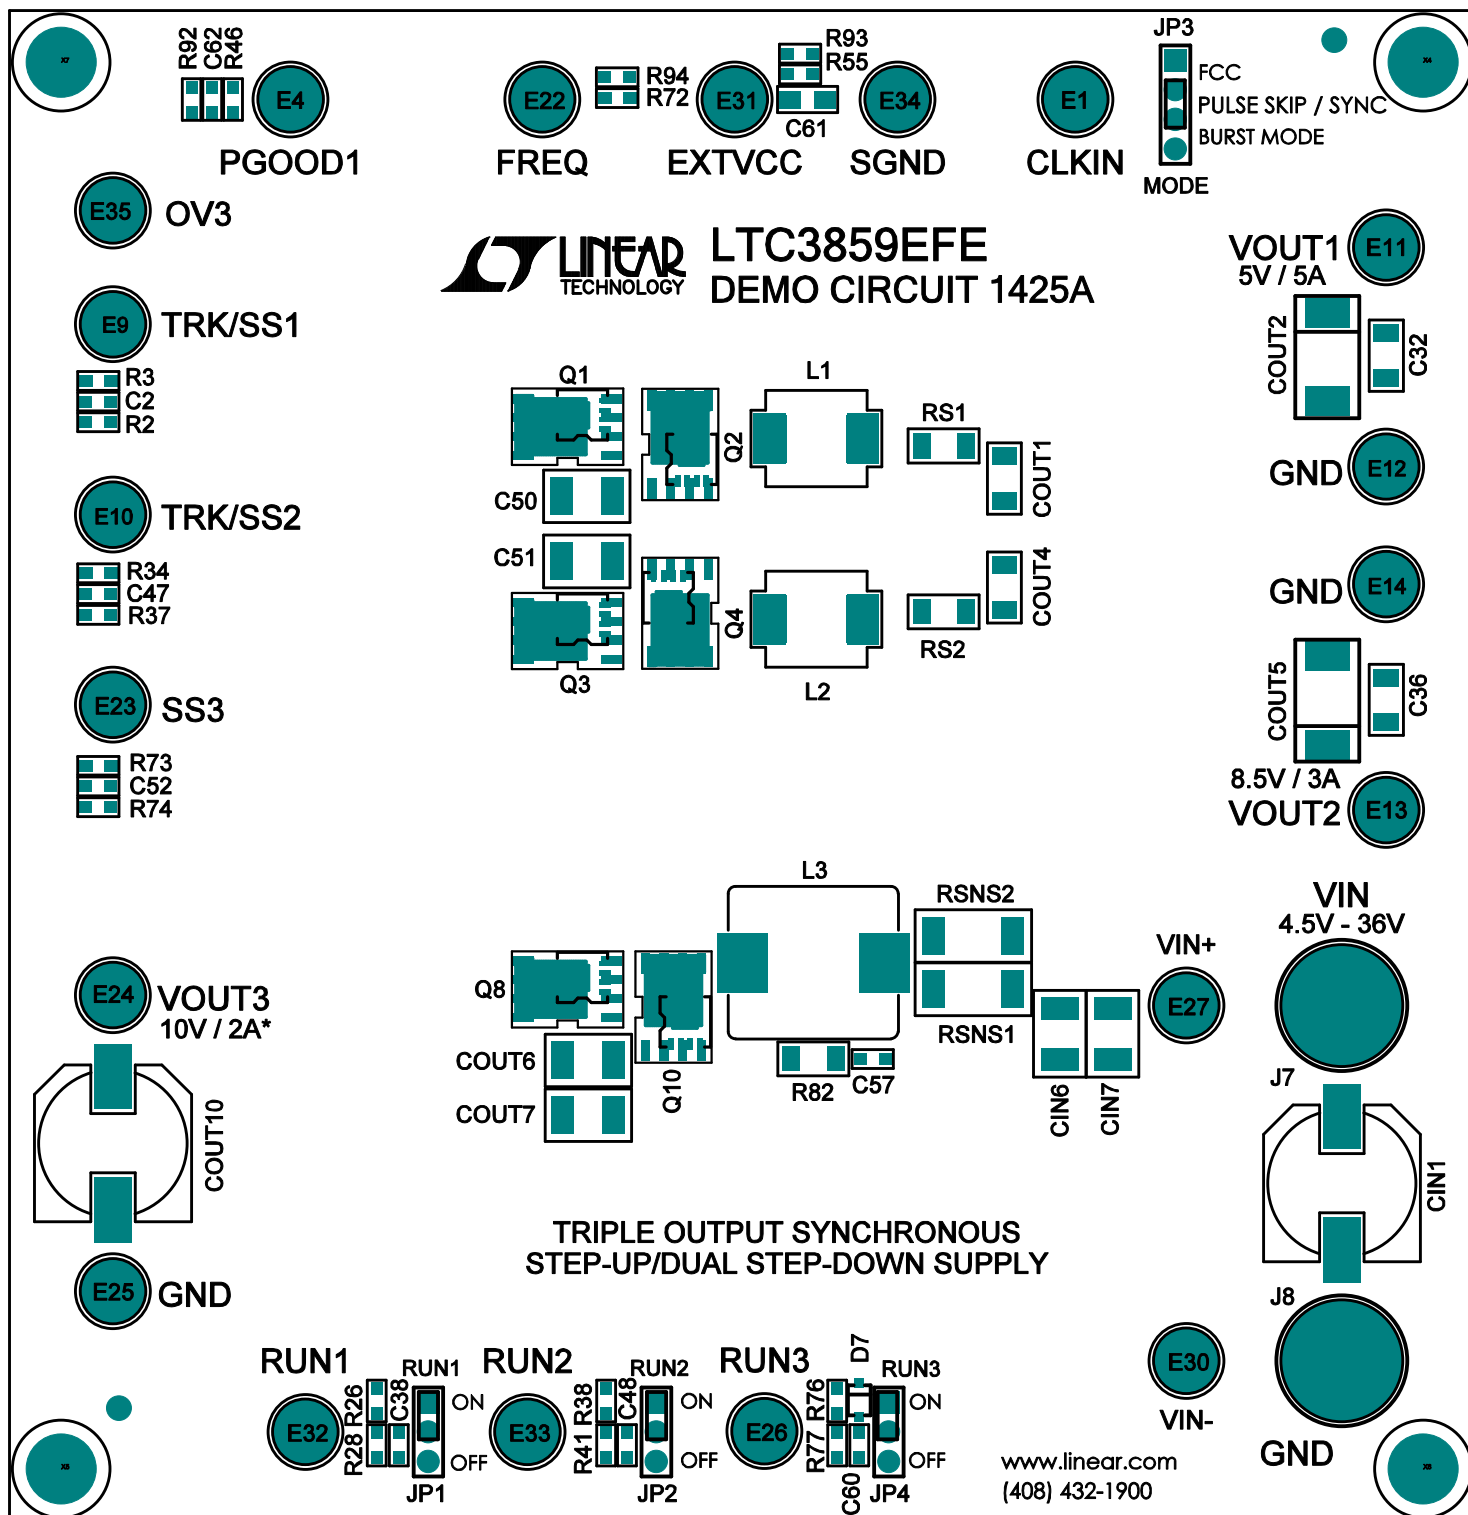 R92 C62 R46
E4
PGOOD1
E22
FREQ
R94
R72
E31
EXTVCC
R93
R55
C61
E34
SGND
E1
CLKIN
JP3
FCC
PULSE SKIP / SYNC
BURST MODE
MODE
X7
E35 OV3
LINEAR
TECHNOLOGY
LTC3859EFE
DEMO CIRCUIT 1425A
VOUT1 E11
5V / 5A
COUT2
C32
E9 TRK/SS1
R3
C2
R2
Q1
Q2
L1
RS1
COUT1
C50
GND E12
E10 TRK/SS2
C51
R34
C47
R37
Q3
Q4
L2
RS2
COUT4
GND E14
COUT5
C36
8.5V / 3A
VOUT2 E13
E23 SS3
R73
C52
R74
L3
RSNS2
RSNS1
VIN
4.5V - 36V
VIN+
E27
E24 VOUT3
10V / 2A*
Q8
Q10
COUT6
COUT7
R82
C57
CIN6
CIN7
J7
COUT10
CIN1
TRIPLE OUTPUT SYNCHRONOUS
STEP-UP/DUAL STEP-DOWN SUPPLY
E25 GND
J8
RUN1
E32
R26
R28
C38
RUN1
ON
OFF
JP1
RUN2
E33
R38
R41
C48
RUN2
ON
OFF
JP2
RUN3
E26
R76
R77
D7
C60
RUN3
ON
OFF
JP4
E30
VIN-
GND
www.linear.com
(408) 432-1900